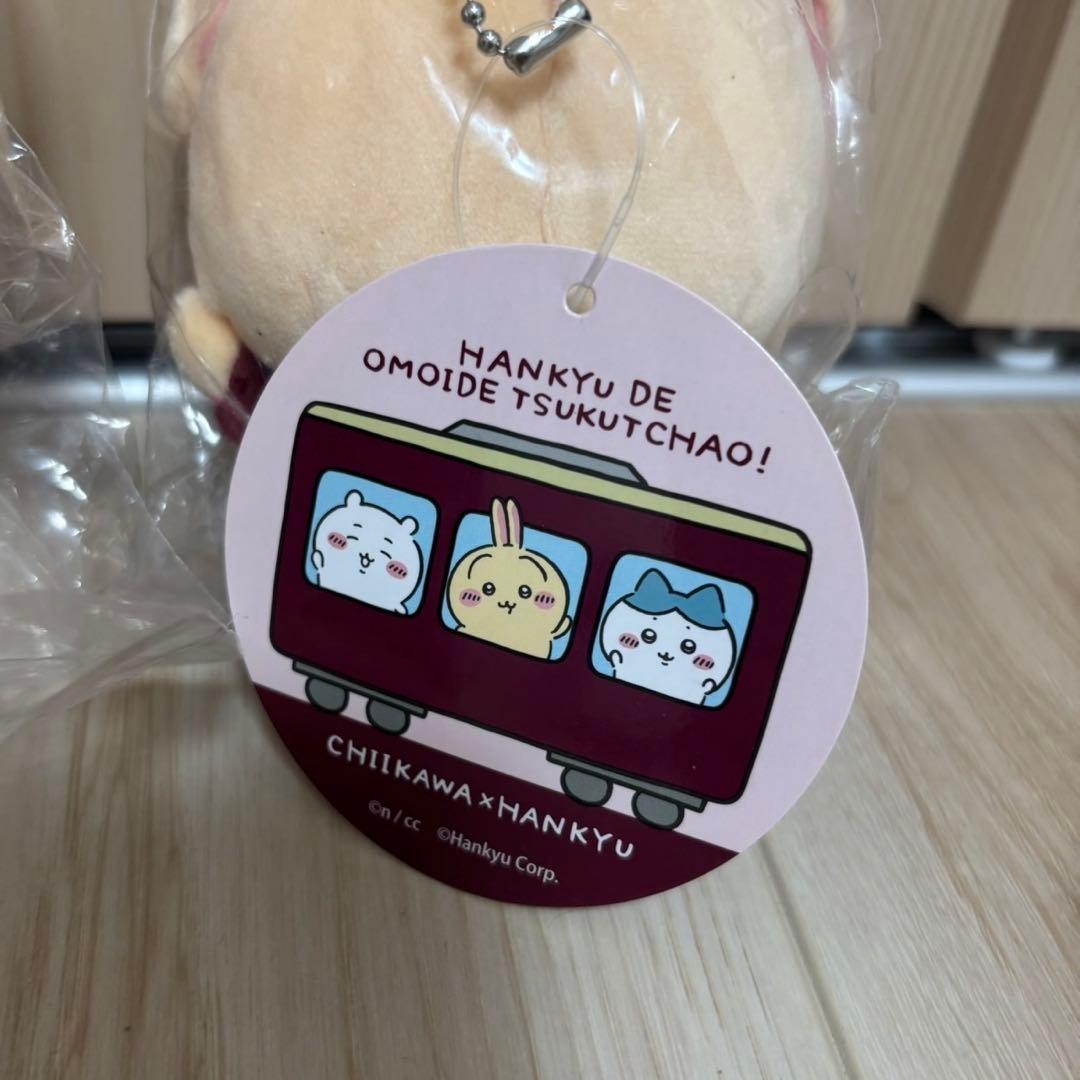 HANKYU DE
OMOIDE TSUKUTCHAO!
CHIIKAWA×HANKYU
©n / cc ©Hankyu Corp.